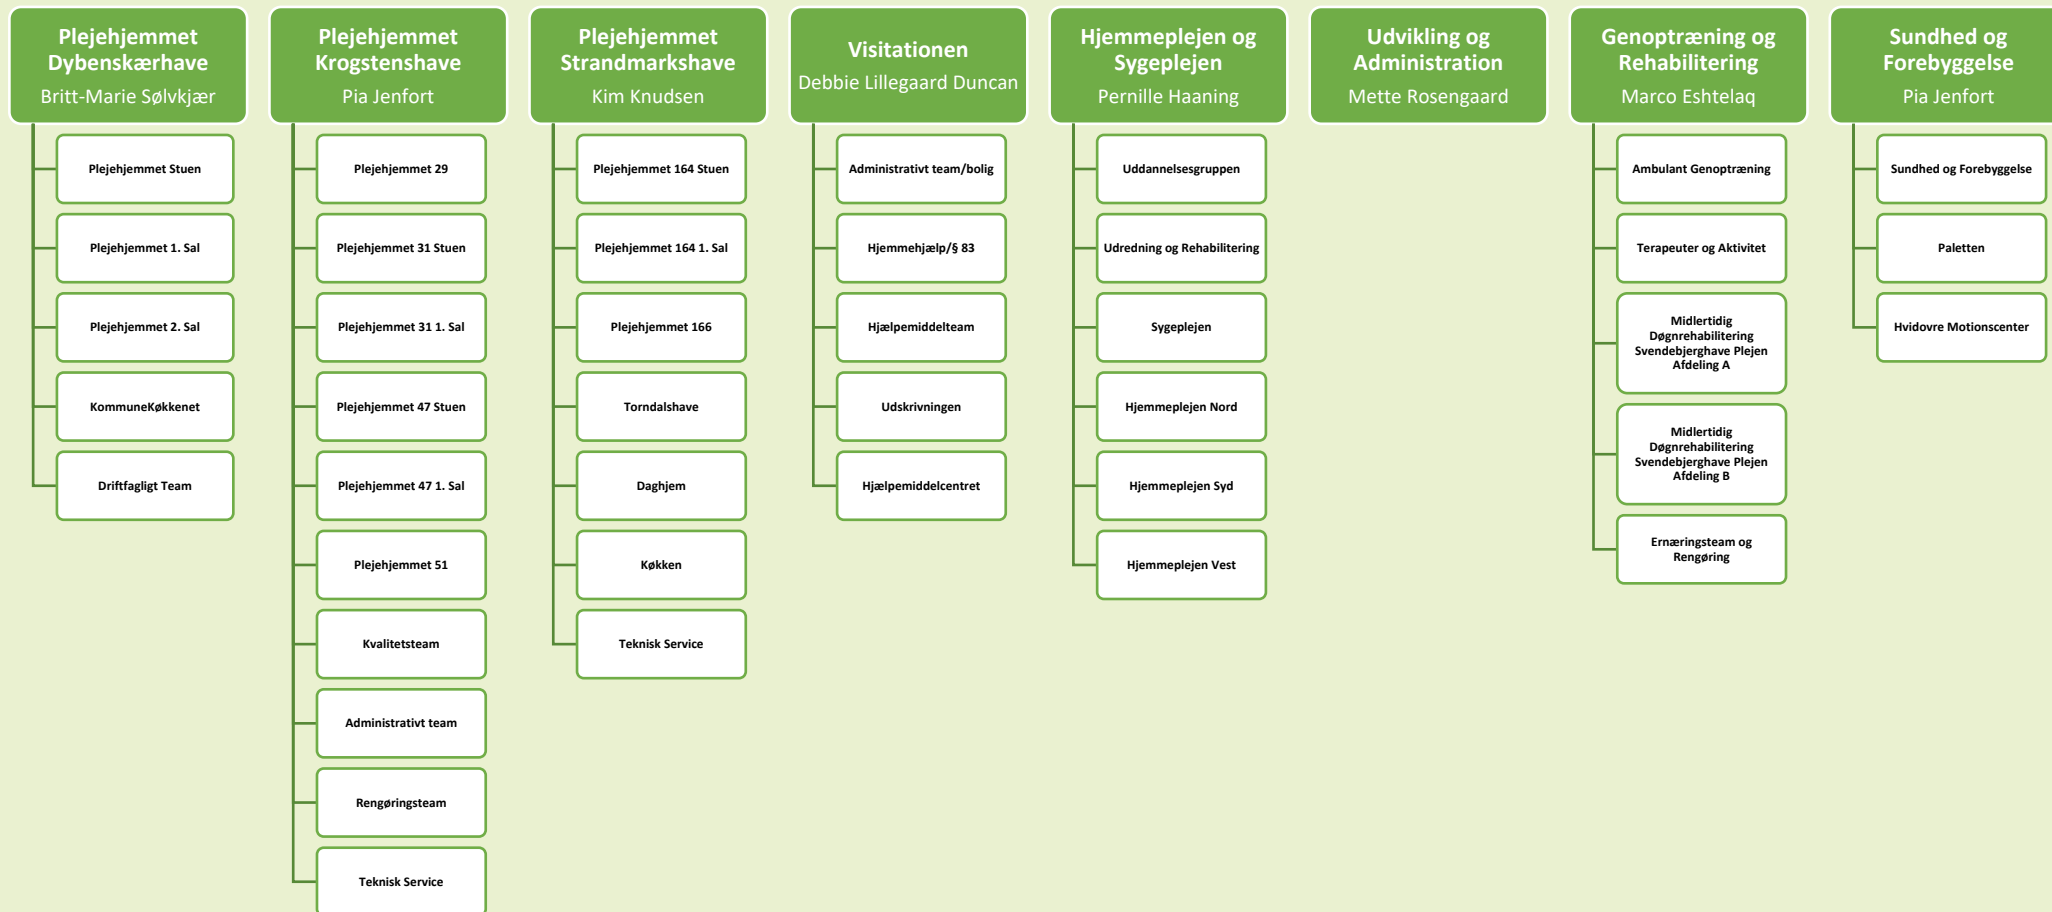 Plejehjemmet
Dybenskærhave
Britt-Marie Sølvkjær
Plejehjemmet Stuen
Plejehjemmet 1. Sal
Plejehjemmet 2. Sal
KommuneKøkkenet
Driftfagligt Team
Plejehjemmet
Krogstenshave
Pia Jenfort
Plejehjemmet 29
Plejehjemmet 31 Stuen
Plejehjemmet 31 1. Sal
Plejehjemmet 47 Stuen
Plejehjemmet 47 1. Sal
Plejehjemmet 51
Kvalitetsteam
Administrativt team
Rengøringsteam
Teknisk Service
Plejehjemmet
Strandmarkshave
Kim Knudsen
Plejehjemmet 164 Stuen
Plejehjemmet 164 1. Sal
Plejehjemmet 166
Torndalshave
Daghjem
Køkken
Teknisk Service
Visitationen
Debbie Lillegaard Duncan
Administrativt team/bolig
Hjemmehjælp/§ 83
Hjælpemiddelteam
Udskrivningen
Hjælpemiddelcentret
Hjemmeplejen og
Sygeplejen
Pernille Haaning
Uddannelsesgruppen
Udredning og Rehabilitering
Sygeplejen
Hjemmeplejen Nord
Hjemmeplejen Syd
Hjemmeplejen Vest
Udvikling og
Administration
Mette Rosengaard
Genoptræning og
Rehabilitering
Marco Eshtelaq
Ambulant Genoptræning
Terapeuter og Aktivitet
Midlertidig
Døgnrehabilitering
Svendebjerghave Plejen
Afdeling A
Midlertidig
Døgnrehabilitering
Svendebjerghave Plejen
Afdeling B
Ernæringsteam og
Rengøring
Sundhed og
Forebyggelse
Pia Jenfort
Sundhed og Forebyggelse
Paletten
Hvidovre Motionscenter